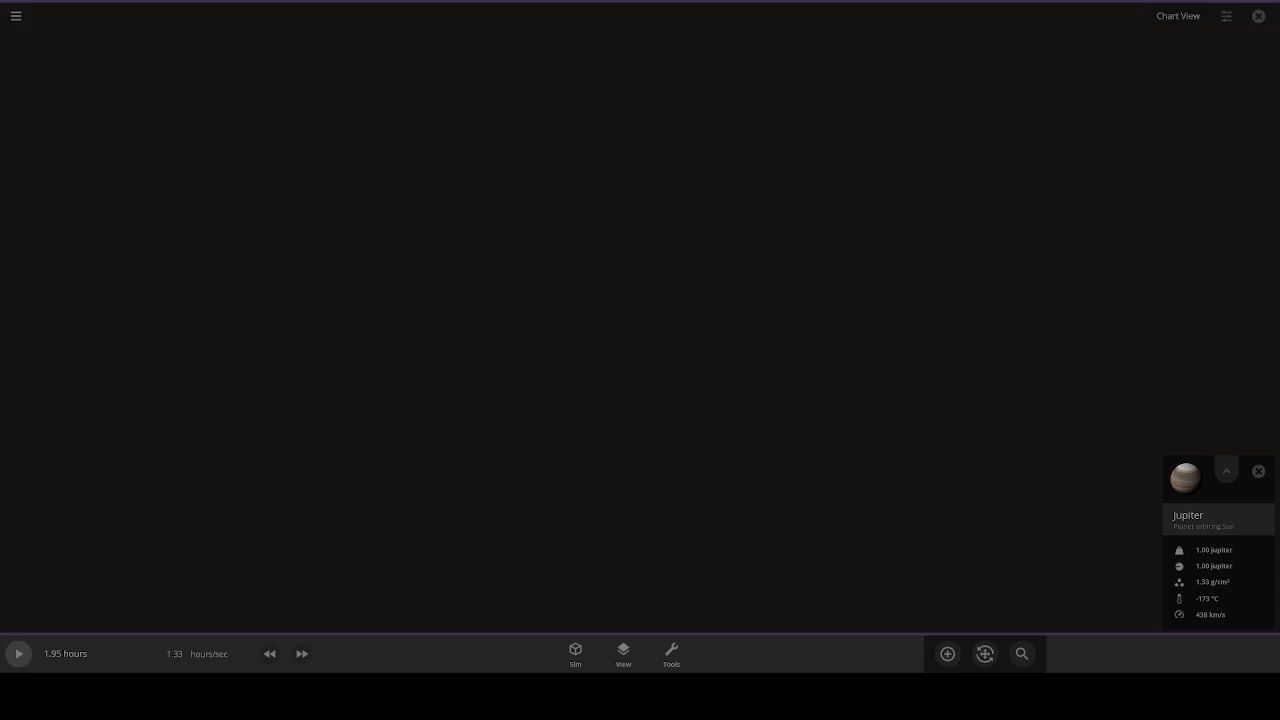 Chart View
Jupiter
Planet orbiting Sun
1.00 Jupiter
1.00 Jupiter
1.33 g/cm³
-173 °C
438 km/s
1.95 hours
1.33 hours/sec
Sim
View
Tools